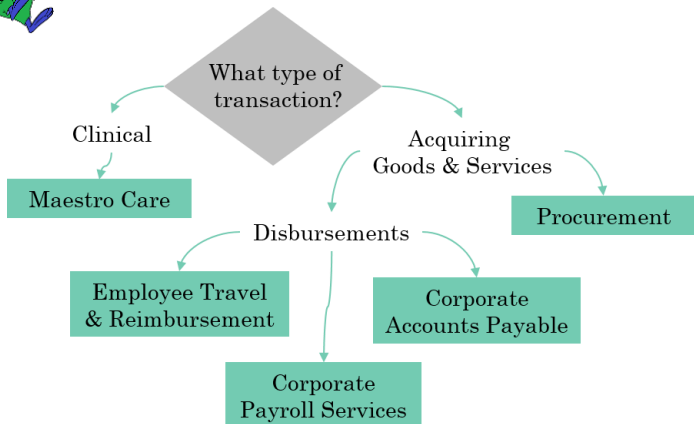 What type of
transaction?
Clinical
Acquiring
Goods & Services
Maestro Care
Procurement
Disbursements
Employee Travel
& Reimbursement
Corporate
Accounts Payable
Corporate
Payroll Services